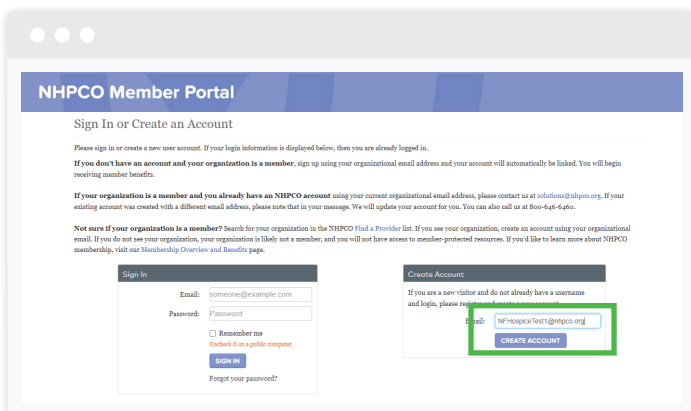 NHPCO Member Portal
Sign In or Create an Account
Please sign in or create a new user account. If your login information is displayed below, then you are already logged in.
If you don't have an account and your organization is a member, sign up using your organizational email address and your account will automatically be linked. You will begin
receiving member benefits.
If your organization is a member and you already have an NHPCO account using your current organizational email address, please contact us at solutions@nhpco.org. If your
existing account was created with a different email address, please note that in your message. We will update your account for you. You can also call us at 800-646-6460.
Not sure if your organization is a member? Search for your organization in the NHPCO Find a Provider list. If you see your organization, create an account using your organizational
email. If you do not see your organization, your organization is likely not a member, and you will not have access to member-protected resources. If you'd like to learn more about NHPCO
membership, visit our Membership Overview and Benefits page.
Sign In
Email: someone@example.com
Password: Password
Remember me
Uncheck if on a public computer
SIGN IN
Forgot your password?
Create Account
If you are a new visitor and do not already have a username
and login, please register and create a new account
Email: NFHospiceTest1@nhpco.org
CREATE ACCOUNT